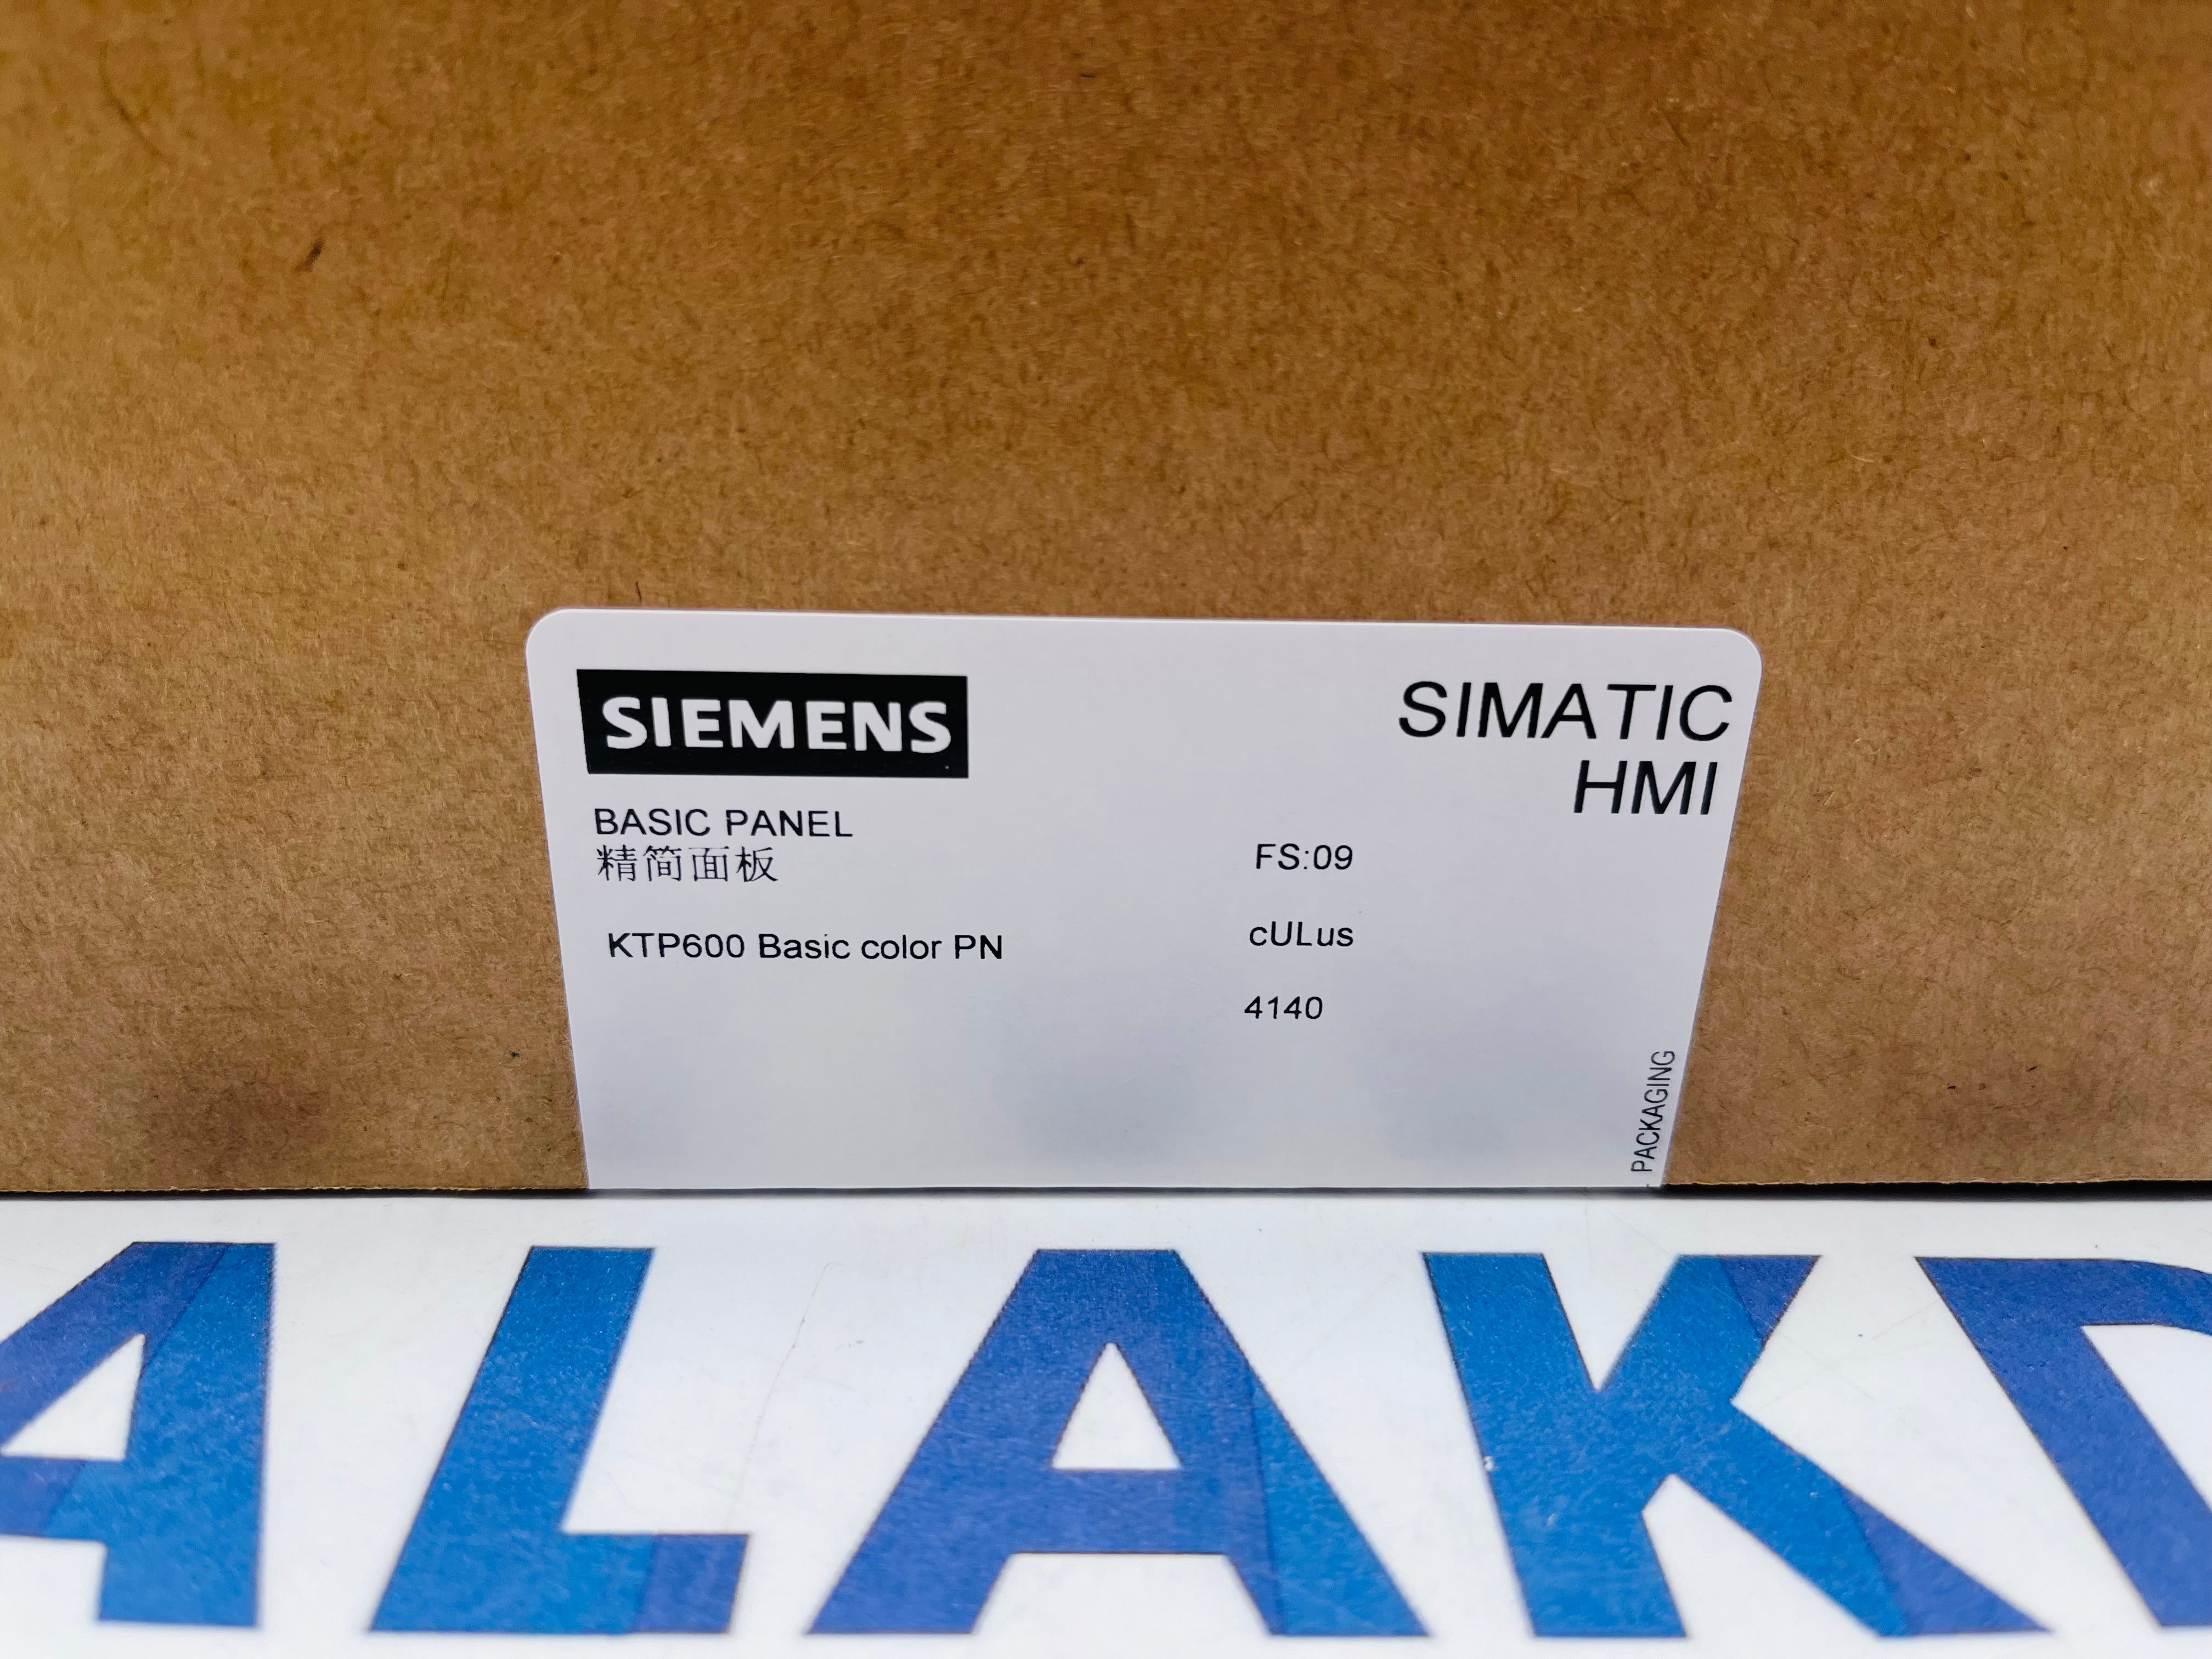 SIEMENS
SIMATIC
HMI
BASIC PANEL
精简面板
FS:09
KTP600 Basic color PN
cULus
4140
PACKAGING
ALAK